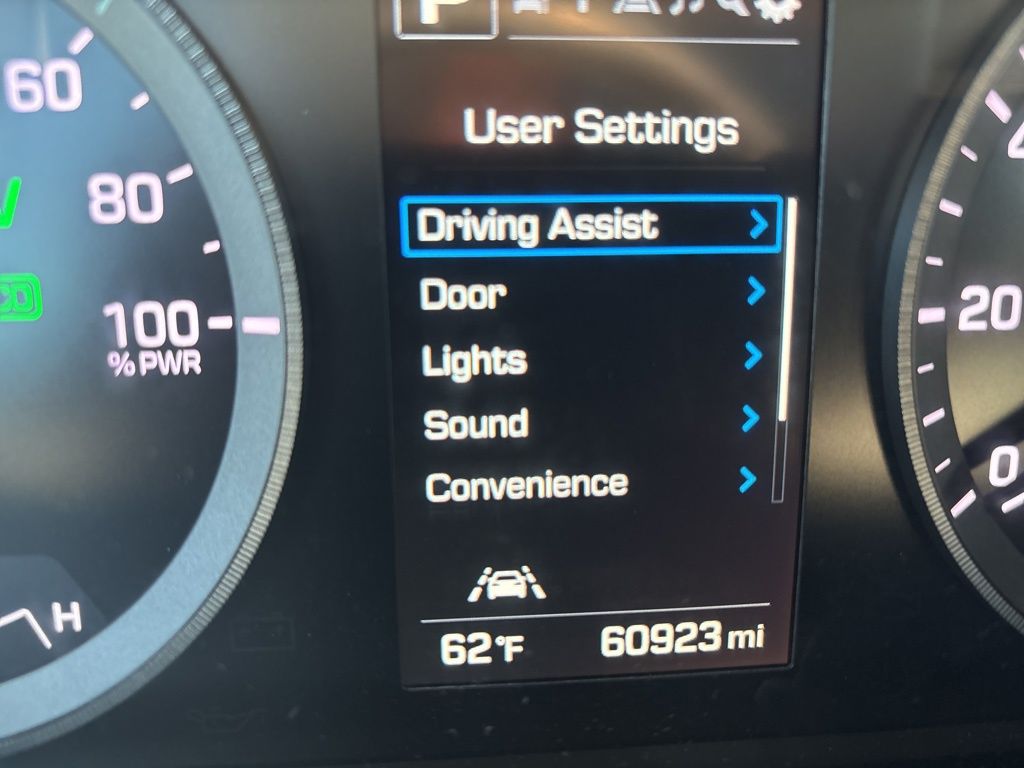 P
User Settings
60
80
100
% PWR
Driving Assist
Door
Lights
Sound
Convenience
20
0
H
62°F
60923 mi